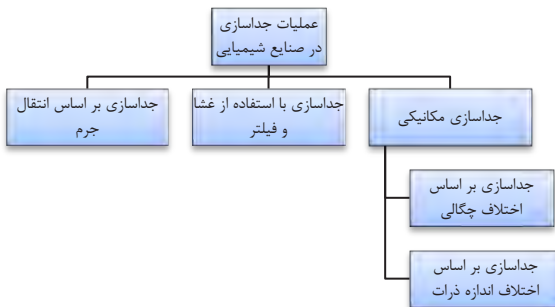 عملیات جداسازی
در صنایع شیمیایی
جداسازی مکانیکی
جداسازی با استفاده از غشا
و فیلتر
جداسازی بر اساس انتقال
جرم
جداسازی بر اساس
اختلاف چگالی
جداسازی بر اساس
اختلاف اندازه ذرات